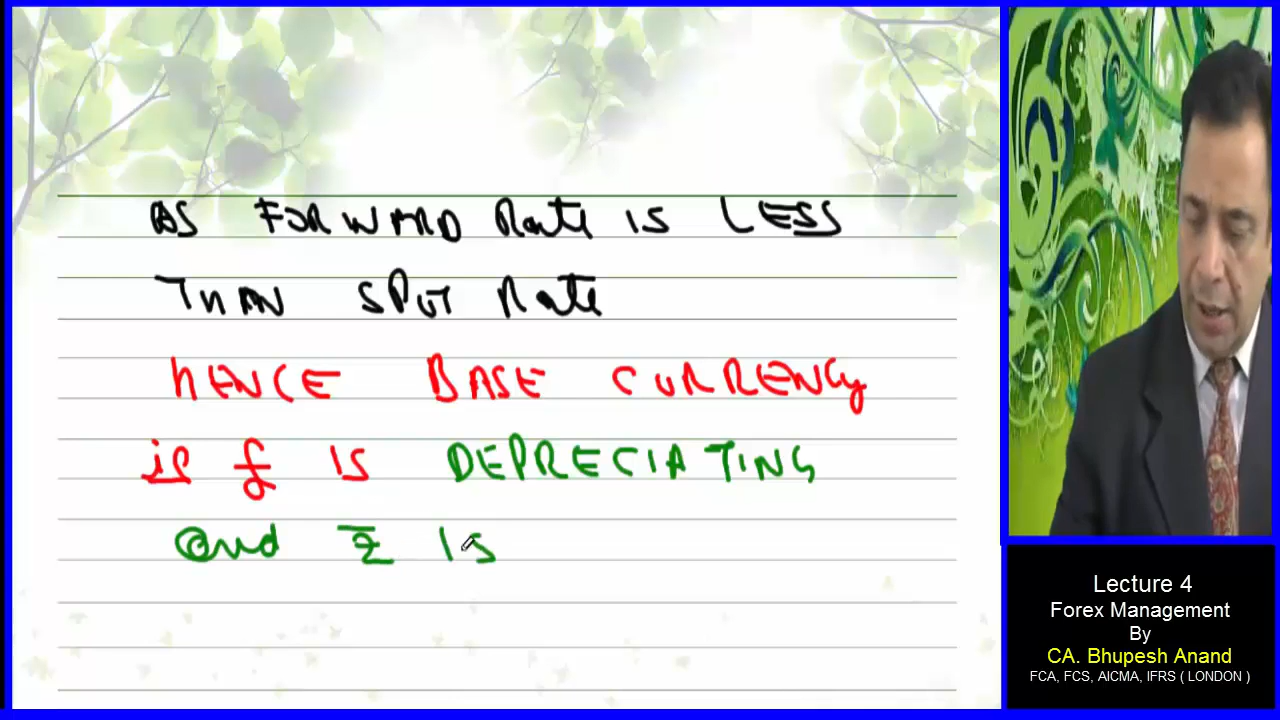 AS FORWARD Rate IS LESS
THAN SPOT Rate
HENCE BASE CURRENCY
ie £ IS DEPRECIATING
and ₹ IS
Lecture 4
Forex Management
By
CA. Bhupesh Anand
FCA, FCS, AICMA, IFRS ( LONDON )